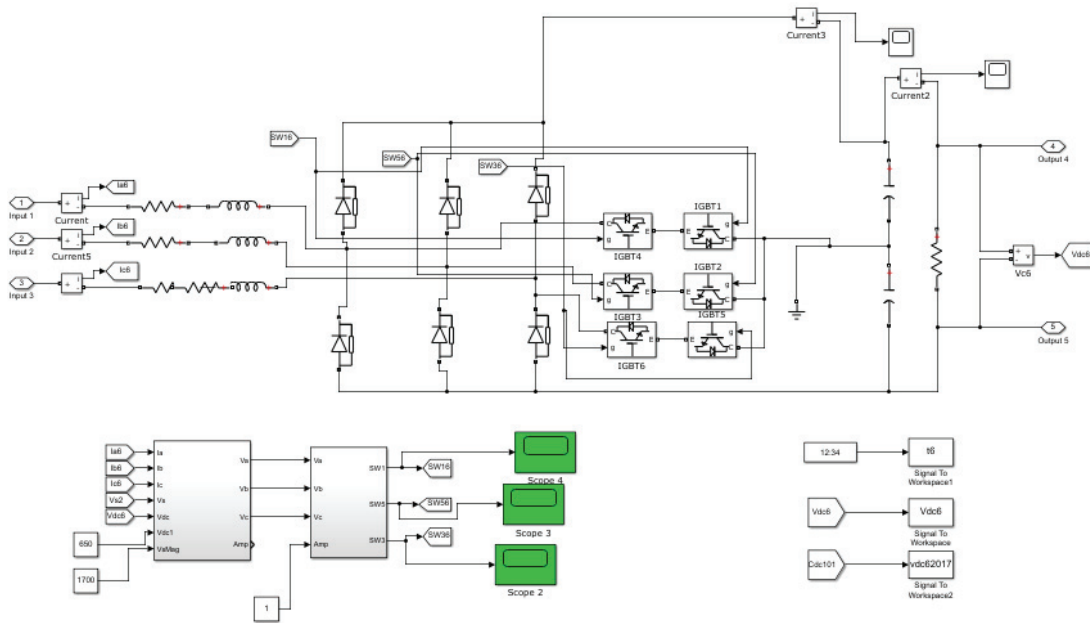 + i -
Current3
+ i -
Current2
SW16
SW56
SW36
4
Output 4
1
Input 1
+ i -
Ia6
Current
2
Input 2
+ i -
Ib6
Current5
3
Input 3
+ i -
Ic6
IGBT1
C E E g
g C
IGBT4
IGBT2
C E E g
g C
IGBT3
IGBT5
C E E g
g C
IGBT6
+ v -
Vc6
Vdc6
5
Output 5
Ia6 Ia
Ib6 Ib
Ic6 Ic
Vs2 Vs
Vdc6 Vdc
650 Vdc1
1700 VsMag
Va
Vb
Vc
Amp
Va
Vb
Vc
Amp
1
SW1
SW5
SW3
SW16
SW56
SW36
Scope 4
Scope 3
Scope 2
12:34
t6
Signal To
Workspace1
Vdc6
Vdc6
Signal To
Workspace
Cdc101
vdc62017
Signal To
Workspace2